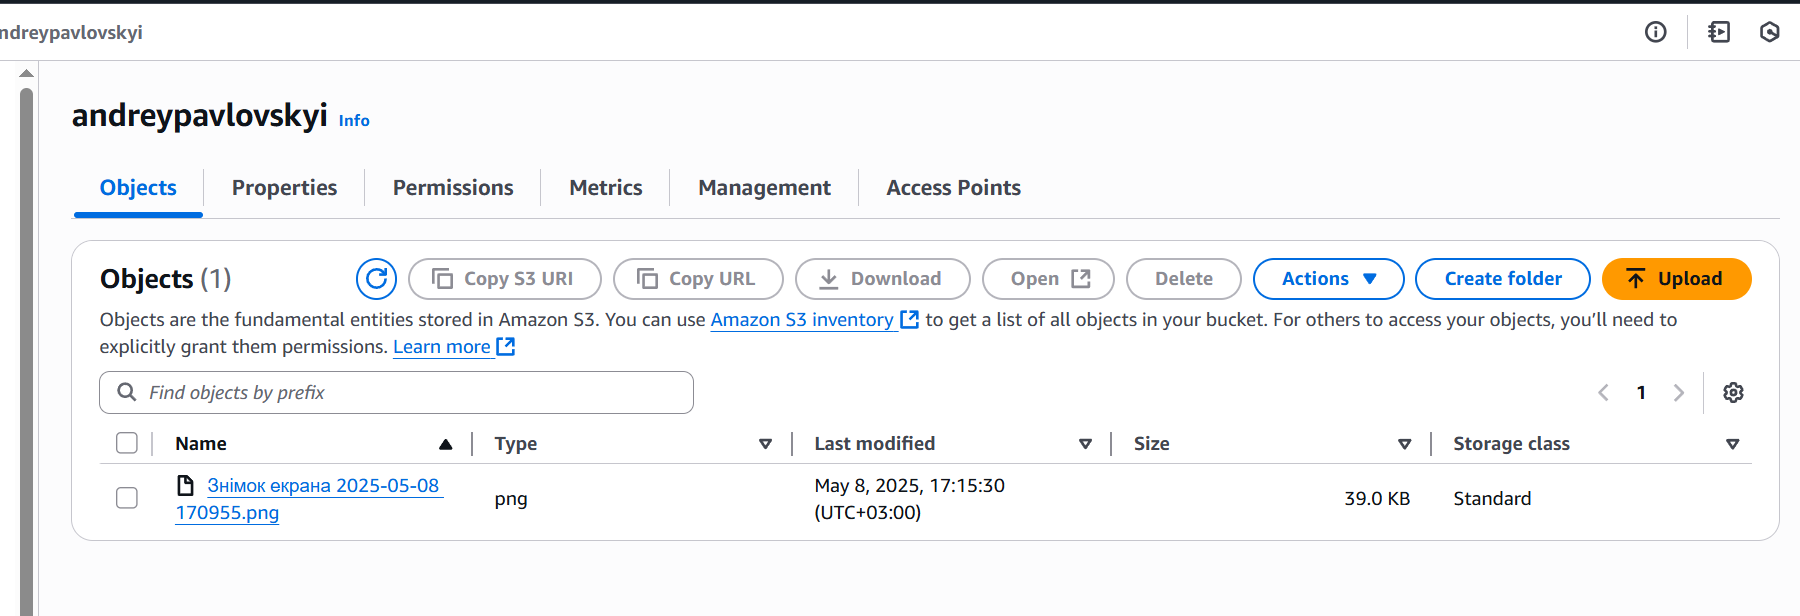 ndreypavlovskyi
andreypavlovskyi Info
Objects Properties Permissions Metrics Management Access Points
Objects (1) Copy S3 URI Copy URL Download Open Delete Actions Create folder Upload
Objects are the fundamental entities stored in Amazon S3. You can use Amazon S3 inventory to get a list of all objects in your bucket. For others to access your objects, you’ll need to
explicitly grant them permissions. Learn more
Find objects by prefix 1
Name Type Last modified Size Storage class
Знімок екрана 2025-05-08
170955.png
png
May 8, 2025, 17:15:30
(UTC+03:00)
39.0 KB
Standard